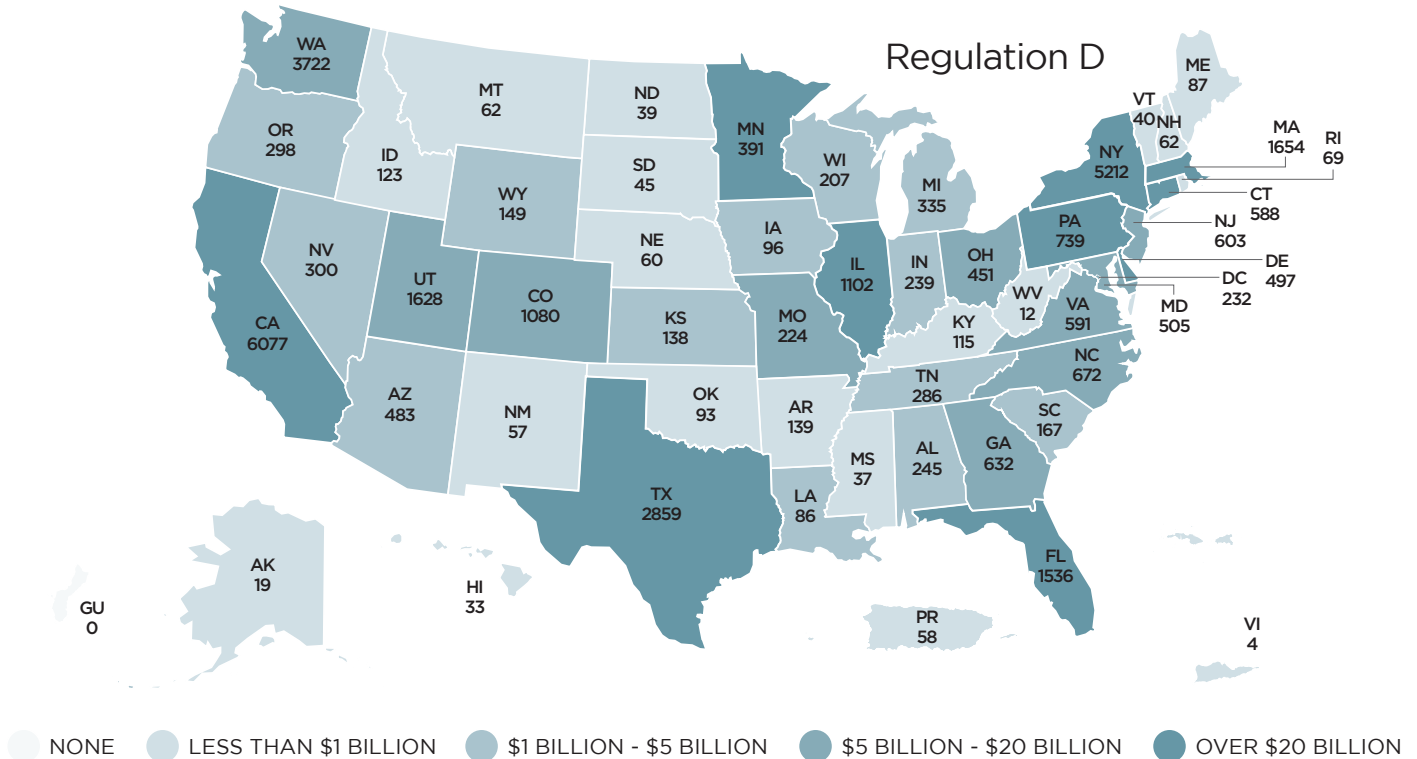 Regulation D
WA
3722
MT
62
ND
39
MN
391
ME
87
VT
40
NH
62
MA
1654
RI
69
OR
298
ID
123
SD
45
WI
207
MI
335
NY
5212
CT
588
WY
149
PA
739
NJ
603
NV
300
NE
60
IA
96
IL
1102
IN
239
OH
451
DE
497
DC
232
MD
505
UT
1628
CO
1080
WV
12
VA
591
CA
6077
KS
138
MO
224
KY
115
NC
672
TN
286
AZ
483
NM
57
OK
93
AR
139
SC
167
MS
37
AL
245
GA
632
TX
2859
LA
86
FL
1536
AK
19
HI
33
GU
0
PR
58
VI
4
NONE
LESS THAN $1 BILLION
$1 BILLION - $5 BILLION
$5 BILLION - $20 BILLION
OVER $20 BILLION